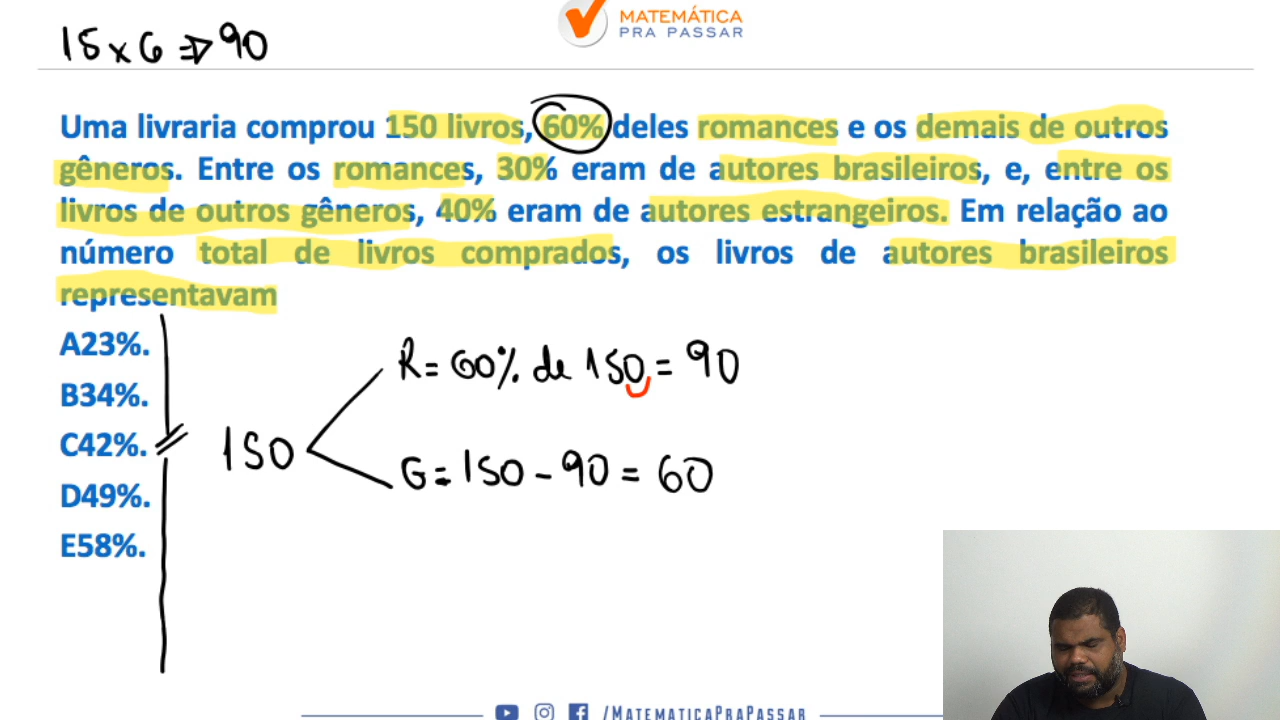 MATEMÁTICA
PRA PASSAR
15 x 6 ⇒ 90
Uma livraria comprou 150 livros, 60% deles romances e os demais de outros
gêneros. Entre os romances, 30% eram de autores brasileiros, e, entre os
livros de outros gêneros, 40% eram de autores estrangeiros. Em relação ao
número total de livros comprados, os livros de autores brasileiros
representavam
A23%.
B34%.
C42%.
D49%.
E58%.
R = 60% de 150 = 90
150
G = 150 - 90 = 60
/MATEMATICAPRAPASSAR